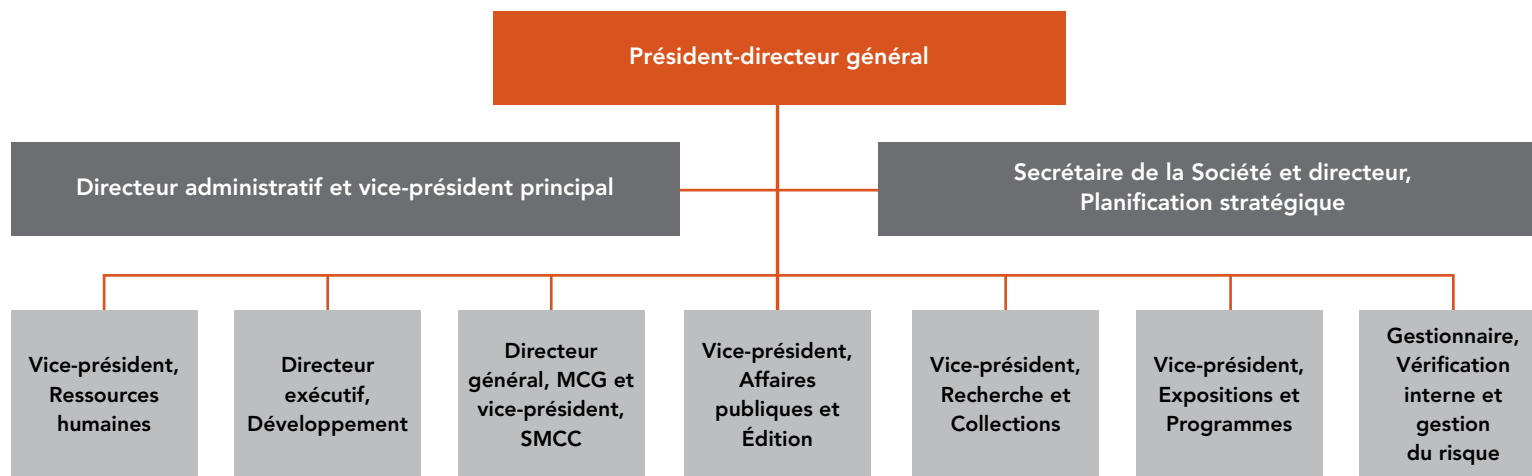 Président-directeur général
Directeur administratif et vice-président principal
Secrétaire de la Société et directeur,
Planification stratégique
Vice-président,
Ressources
humaines
Directeur
exécutif,
Développement
Directeur
général, MCG et
vice-président,
SMCC
Vice-président,
Affaires
publiques et
Édition
Vice-président,
Recherche et
Collections
Vice-président,
Expositions et
Programmes
Gestionnaire,
Vérification
interne et
gestion
du risque